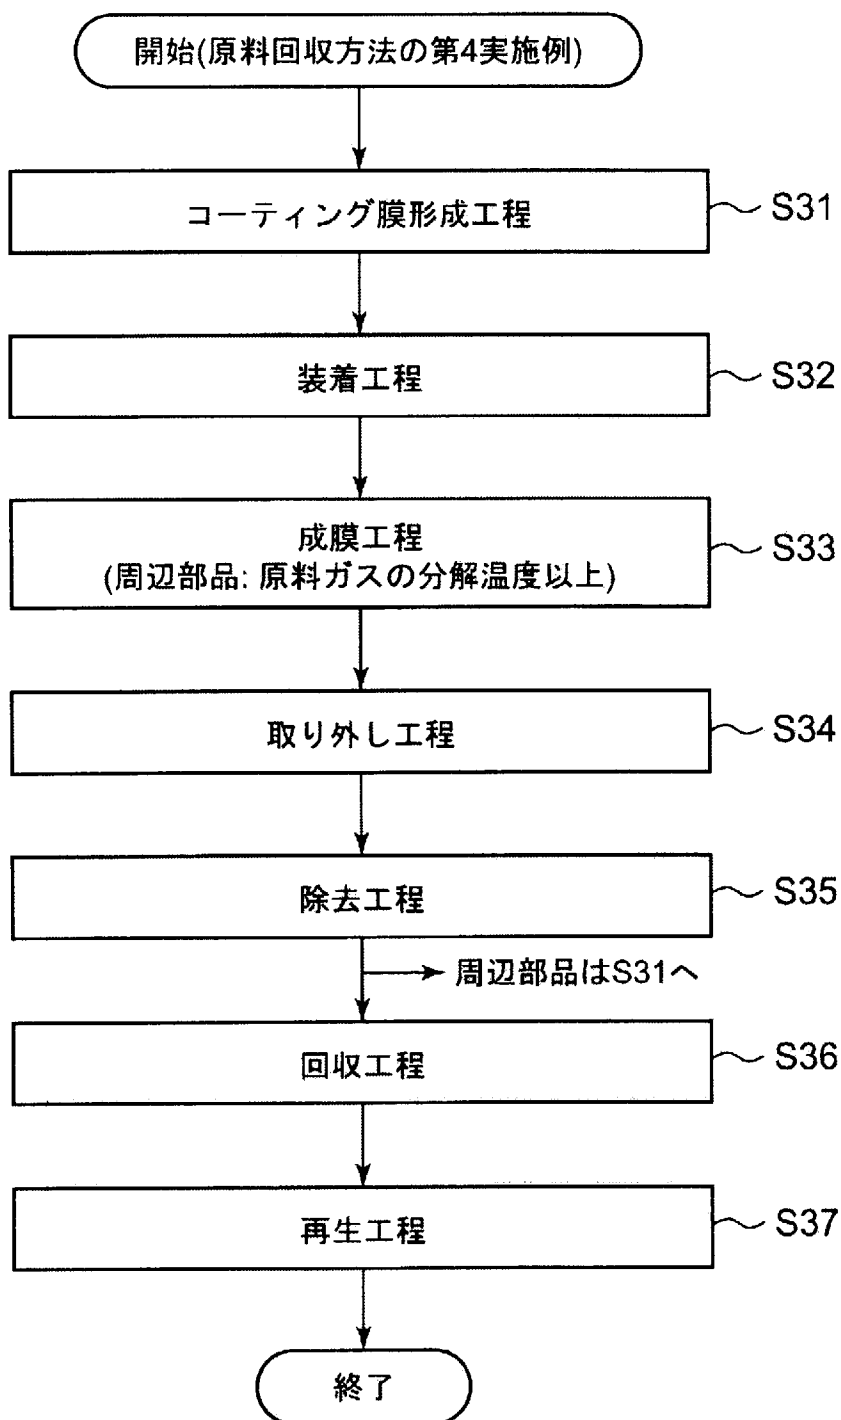 開始(原料回収方法の第4実施例)
コーティング膜形成工程
S31
装着工程
S32
成膜工程
(周辺部品: 原料ガスの分解温度以上)
S33
取り外し工程
S34
除去工程
S35
周辺部品はS31へ
回収工程
S36
再生工程
S37
終了